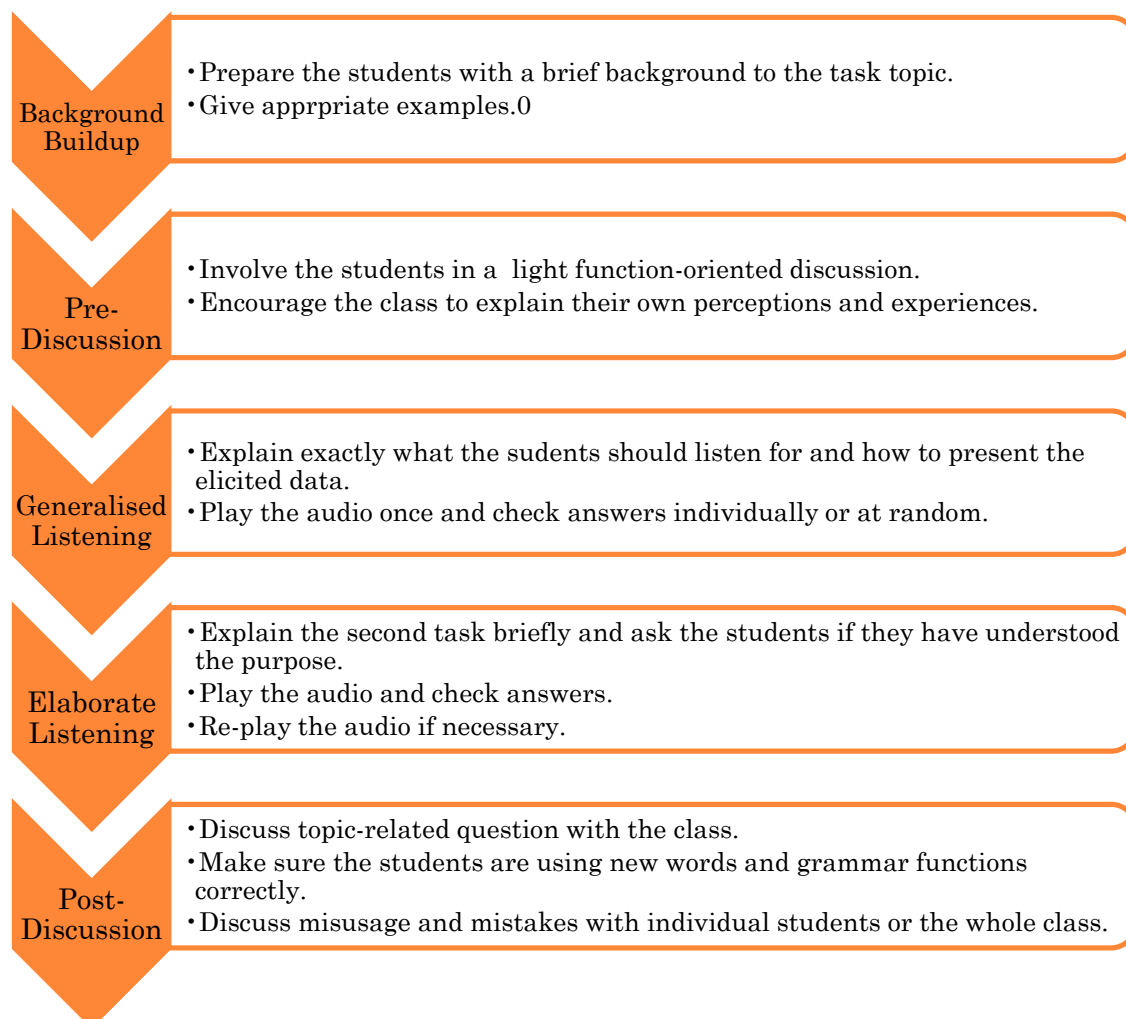 Background
Buildup
•Prepare the students with a brief background to the task topic.
•Give apprpriate examples.0
Pre-
Discussion
•Involve the students in a  light function-oriented discussion.
•Encourage the class to explain their own perceptions and experiences.
Generalised
Listening
•Explain exactly what the sudents should listen for and how to present the
elicited data.
•Play the audio once and check answers individually or at random.
Elaborate
Listening
•Explain the second task briefly and ask the students if they have understood
the purpose.
•Play the audio and check answers.
•Re-play the audio if necessary.
Post-
Discussion
•Discuss topic-related question with the class.
•Make sure the students are using new words and grammar functions
correctly.
•Discuss misusage and mistakes with individual students or the whole class.